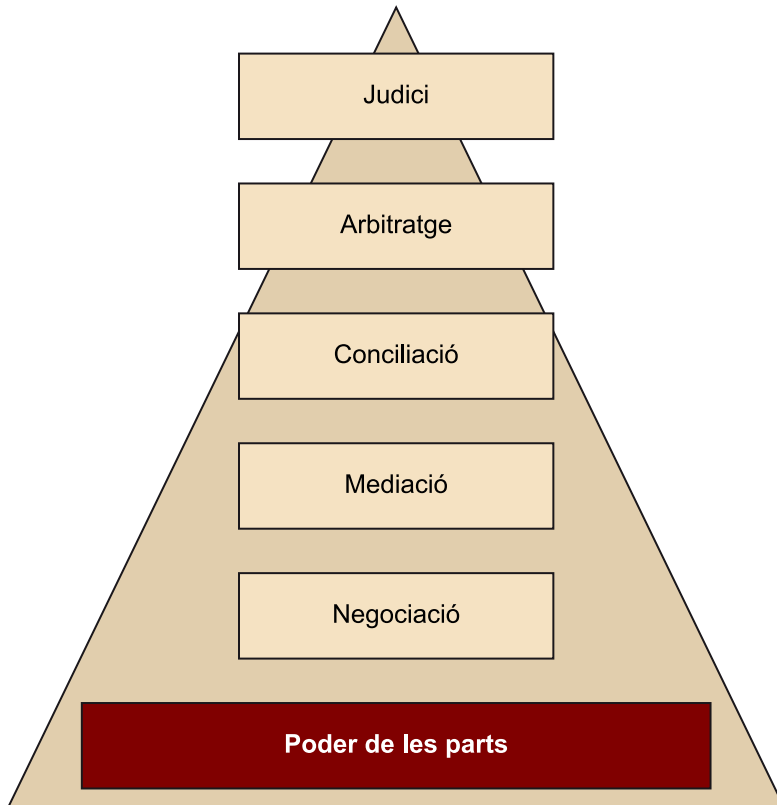 Judici
Arbitratge
Conciliació
Mediació
Negociació
Poder de les parts